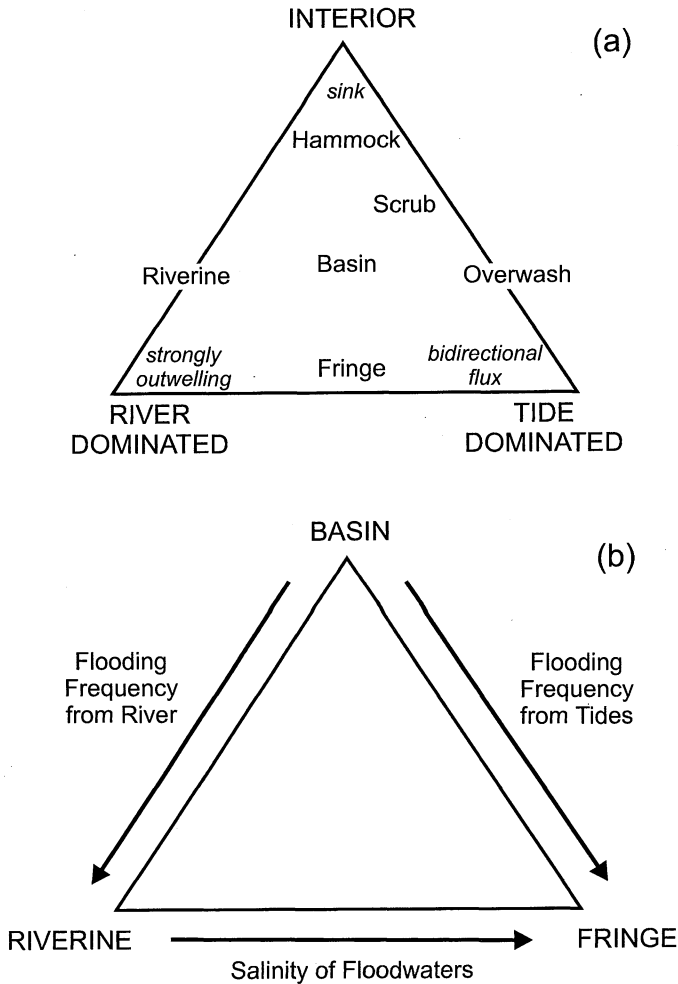 INTERIOR
(a)
sink
Hammock
Scrub
Basin
Riverine
Overwash
strongly
outwelling
Fringe
bidirectional
flux
RIVER
DOMINATED
TIDE
DOMINATED
BASIN
(b)
Flooding
Frequency
from River
Flooding
Frequency
from Tides
RIVERINE
FRINGE
Salinity of Floodwaters